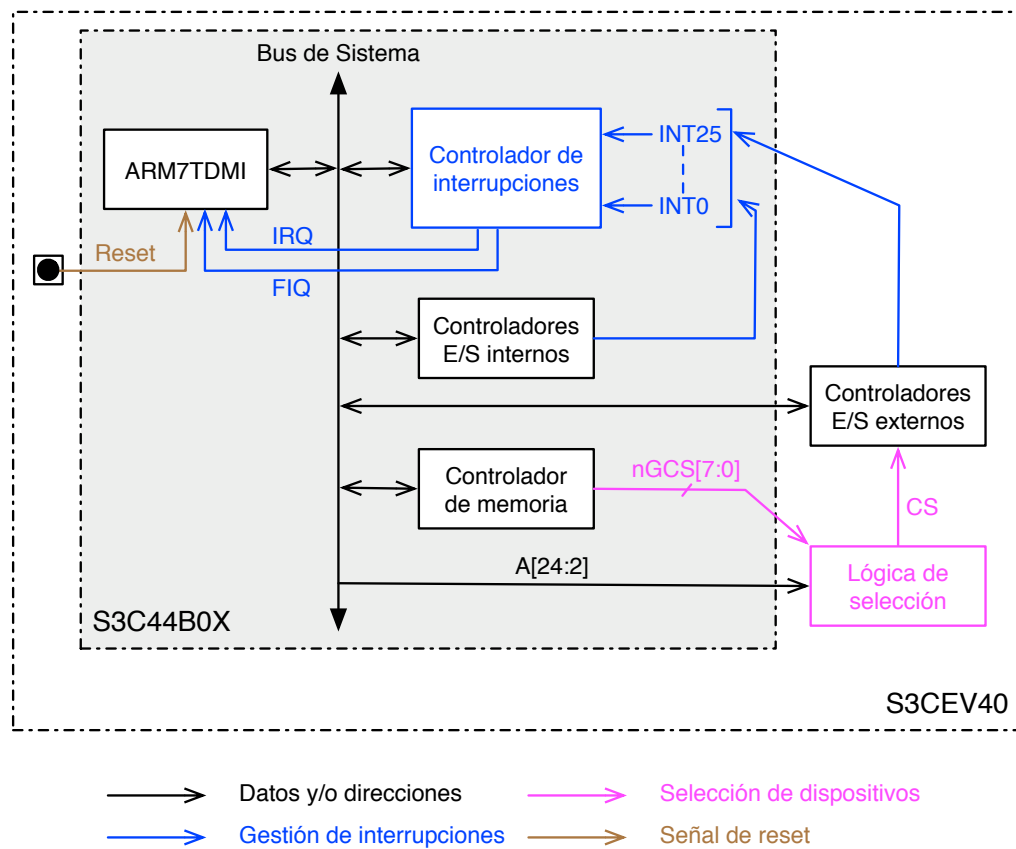 Bus de Sistema
ARM7TDMI
Controlador de
interrupciones
INT25
INT0
Reset
IRQ
FIQ
Controladores
E/S internos
Controladores
E/S externos
Controlador
de memoria
nGCS[7:0]
CS
A[24:2]
Lógica de
selección
S3C44B0X
S3CEV40
Datos y/o direcciones
Selección de dispositivos
Gestión de interrupciones
Señal de reset